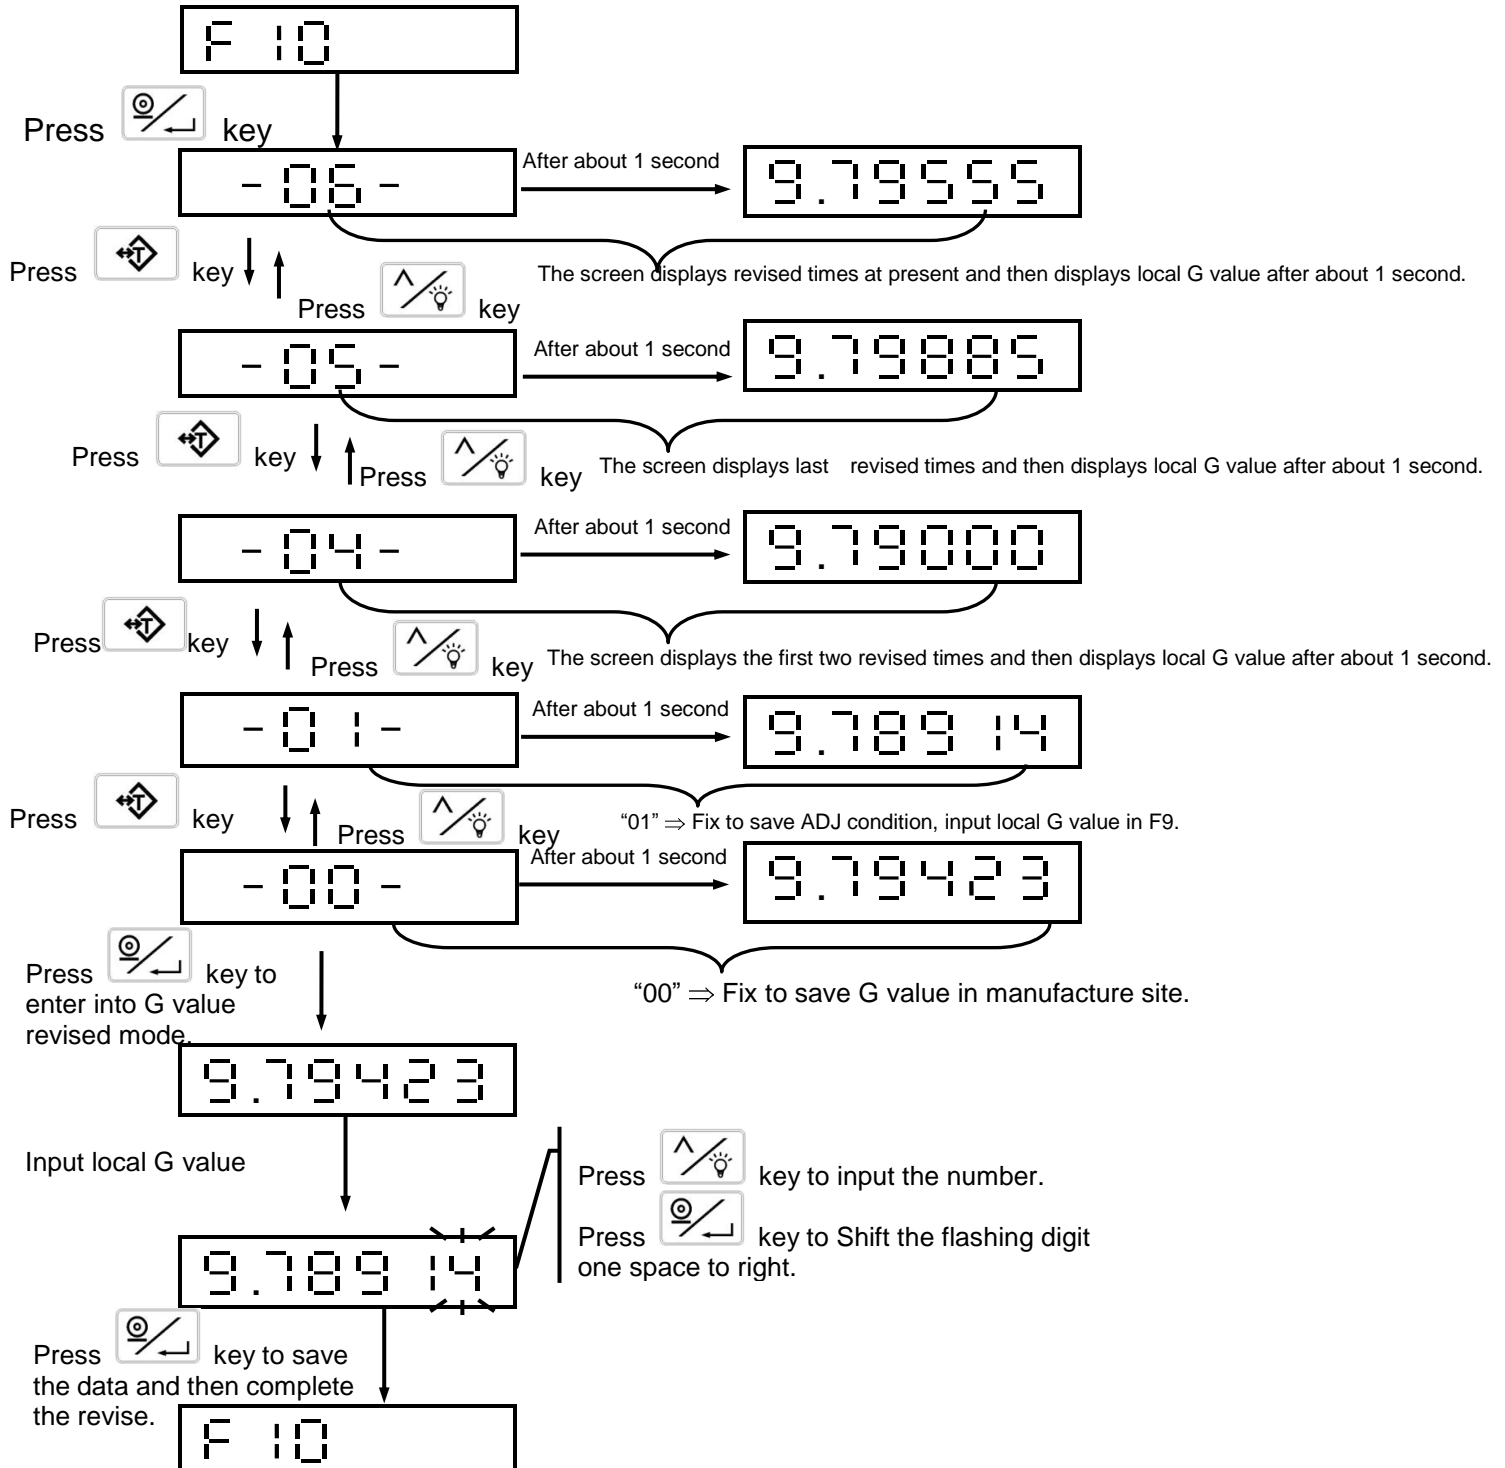 F 10
Press key
-06-
After about 1 second
9.79555
Press key
Press key
The screen displays revised times at present and then displays local G value after about 1 second.
-05-
After about 1 second
9.79885
Press key
Press key
The screen displays last revised times and then displays local G value after about 1 second.
-04-
After about 1 second
9.79000
Press key
Press key
The screen displays the first two revised times and then displays local G value after about 1 second.
-01-
After about 1 second
9.78914
Press key
Press key
“01” ⇒ Fix to save ADJ condition, input local G value in F9.
-00-
After about 1 second
9.79423
“00” ⇒ Fix to save G value in manufacture site.
Press key to
enter into G value
revised mode.
9.79423
Input local G value
Press key to input the number.
Press key to Shift the flashing digit
one space to right.
9.78914
Press key to save
the data and then complete
the revise.
F 10